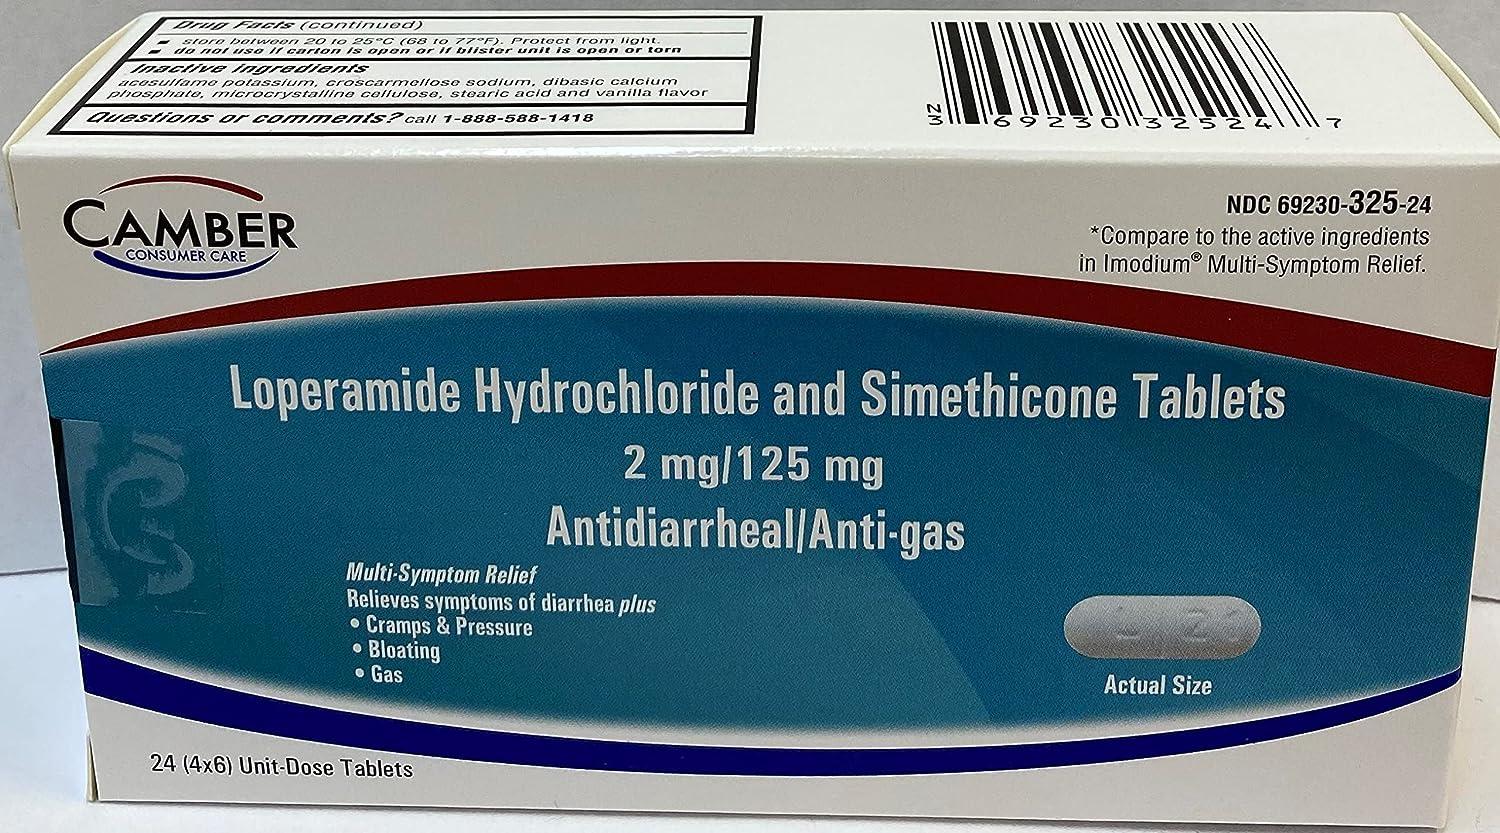 Drug Facts (continued)
▪ store between 20 to 25°C (68 to 77°F). Protect from light.
▪ do not use if carton is open or if blister unit is open or torn
Inactive ingredients
acesulfame potassium, croscarmellose sodium, dibasic calcium
phosphate, microcrystalline cellulose, stearic acid and vanilla flavor
Questions or comments? call 1-888-588-1418
N
3 69230 32524 7
CAMBER
CONSUMER CARE
NDC 69230-325-24
*Compare to the active ingredients
in Imodium® Multi-Symptom Relief.
Loperamide Hydrochloride and Simethicone Tablets
2 mg/125 mg
Antidiarrheal/Anti-gas
Multi-Symptom Relief
Relieves symptoms of diarrhea plus
• Cramps & Pressure
• Bloating
• Gas
Actual Size
24 (4x6) Unit-Dose Tablets